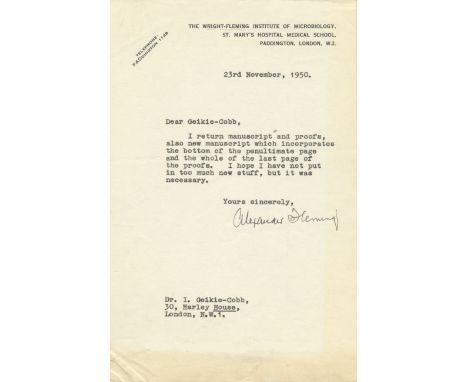 THE WRIGHT-FLEMING INSTITUTE OF MICROBIOLOGY,
ST. MARY'S HOSPITAL MEDICAL SCHOOL,
PADDINGTON, LONDON, W.2.
TELEPHONE:
PADDINGTON 1148
23rd November, 1950.
Dear Geikie-Cobb,
I return manuscript and proofs,
also new manuscript which incorporates
the bottom of the penultimate page
and the whole of the last page of
the proofs. I hope I have not put
in too much new stuff, but it was
necessary.
Yours sincerely,
Alexander Fleming
Dr. I. Geikie-Cobb,
30, Harley House,
London, N.W.1.